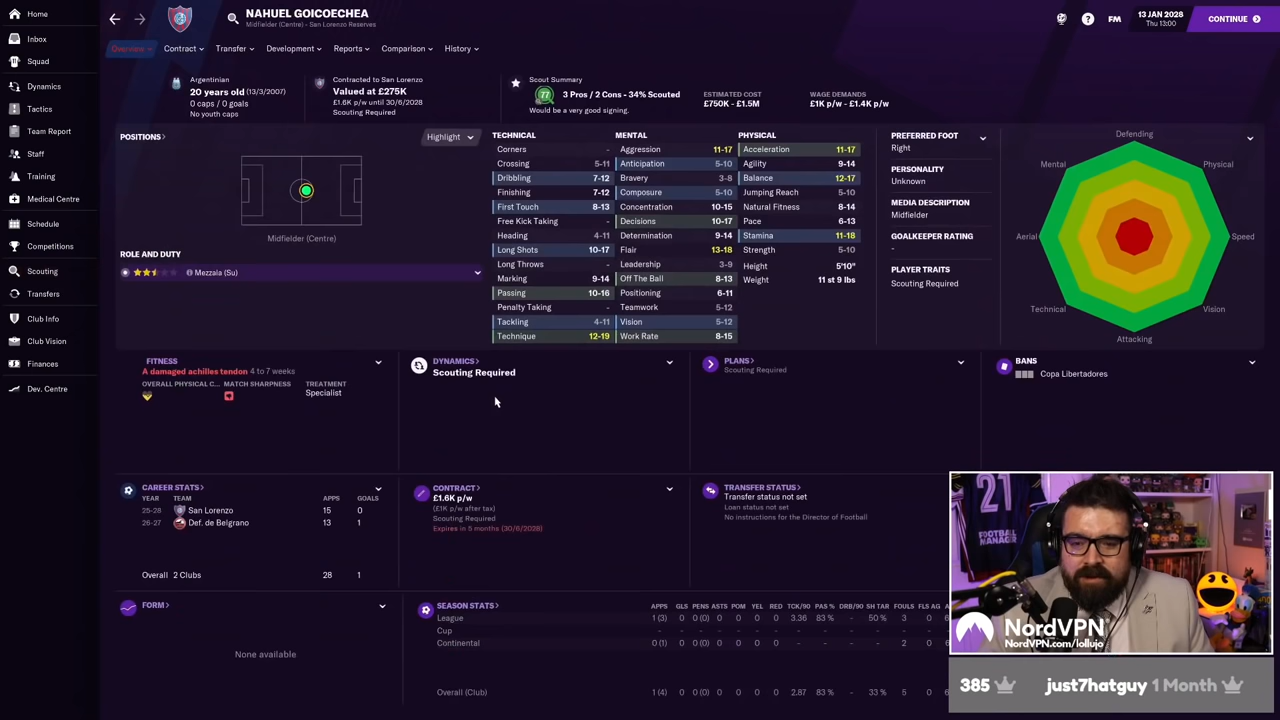 Home
Inbox
Squad
Dynamics
Tactics
Team Report
Staff
Training
Medical Centre
Schedule
Competitions
Scouting
Transfers
Club Info
Club Vision
Finances
Dev. Centre
NAHUEL GOICOECHEA
Midfielder (Centre) - San Lorenzo Reserves
FM
13 JAN 2028
Thu 13:00
CONTINUE
Overview
Contract
Transfer
Development
Reports
Comparison
History
Argentinian
20 years old (13/3/2007)
0 caps / 0 goals
No youth caps
Contracted to San Lorenzo
Valued at £275K
£1.6K p/w until 30/6/2028
Scouting Required
Scout Summary
77
3 Pros / 2 Cons - 34% Scouted
Would be a very good signing.
ESTIMATED COST
£750K - £1.5M
WAGE DEMANDS
£1K p/w - £1.4K p/w
POSITIONS
Highlight
Midfielder (Centre)
ROLE AND DUTY
Mezzala (Su)
TECHNICAL
Corners -
Crossing 5-11
Dribbling 7-12
Finishing 7-12
First Touch 8-13
Free Kick Taking -
Heading 4-11
Long Shots 10-17
Long Throws -
Marking 9-14
Passing 10-16
Penalty Taking -
Tackling 4-11
Technique 12-19
MENTAL
Aggression 11-17
Anticipation 5-10
Bravery 3-8
Composure 5-10
Concentration 10-15
Decisions 10-17
Determination 9-14
Flair 13-18
Leadership 3-9
Off The Ball 8-13
Positioning 6-11
Teamwork 5-12
Vision 5-12
Work Rate 8-15
PHYSICAL
Acceleration 11-17
Agility 9-14
Balance 12-17
Jumping Reach 5-10
Natural Fitness 8-14
Pace 6-13
Stamina 11-18
Strength 5-10
Height 5'10"
Weight 11 st 9 lbs
PREFERRED FOOT
Right
PERSONALITY
Unknown
MEDIA DESCRIPTION
Midfielder
GOALKEEPER RATING
-
PLAYER TRAITS
Scouting Required
Defending
Physical
Speed
Vision
Attacking
Technical
Aerial
Mental
FITNESS
A damaged achilles tendon 4 to 7 weeks
OVERALL PHYSICAL C... MATCH SHARPNESS TREATMENT
Specialist
DYNAMICS
Scouting Required
PLANS
Scouting Required
BANS
Copa Libertadores
CAREER STATS
YEAR TEAM APPS GOALS
25-28 San Lorenzo 15 0
26-27 Def. de Belgrano 13 1
Overall 2 Clubs 28 1
CONTRACT
£1.6K p/w
(£1K p/w after tax)
Scouting Required
Expires in 5 months (30/6/2028)
TRANSFER STATUS
Transfer status not set
Loan status not set
No instructions for the Director of Football
FORM
None available
SEASON STATS
APPS GLS PENS ASTS POM YEL RED TCK/90 PAS % DRB/90 SH TAR FOULS FLS AG
League 1 (3) 0 0 (0) 0 0 0 0 3.36 83 % - 50 % 3 0
Cup - - - - - - - - - - - - -
Continental 0 (1) 0 0 (0) 0 0 0 0 - - - - 2 0
Overall (Club) 1 (4) 0 0 (0) 0 0 0 0 2.87 83 % - 33 % 5 0
21
FOOTBALL
MANAGER
NordVPN®
NordVPN.com/lollujo
385
just7hatguy 1 Month